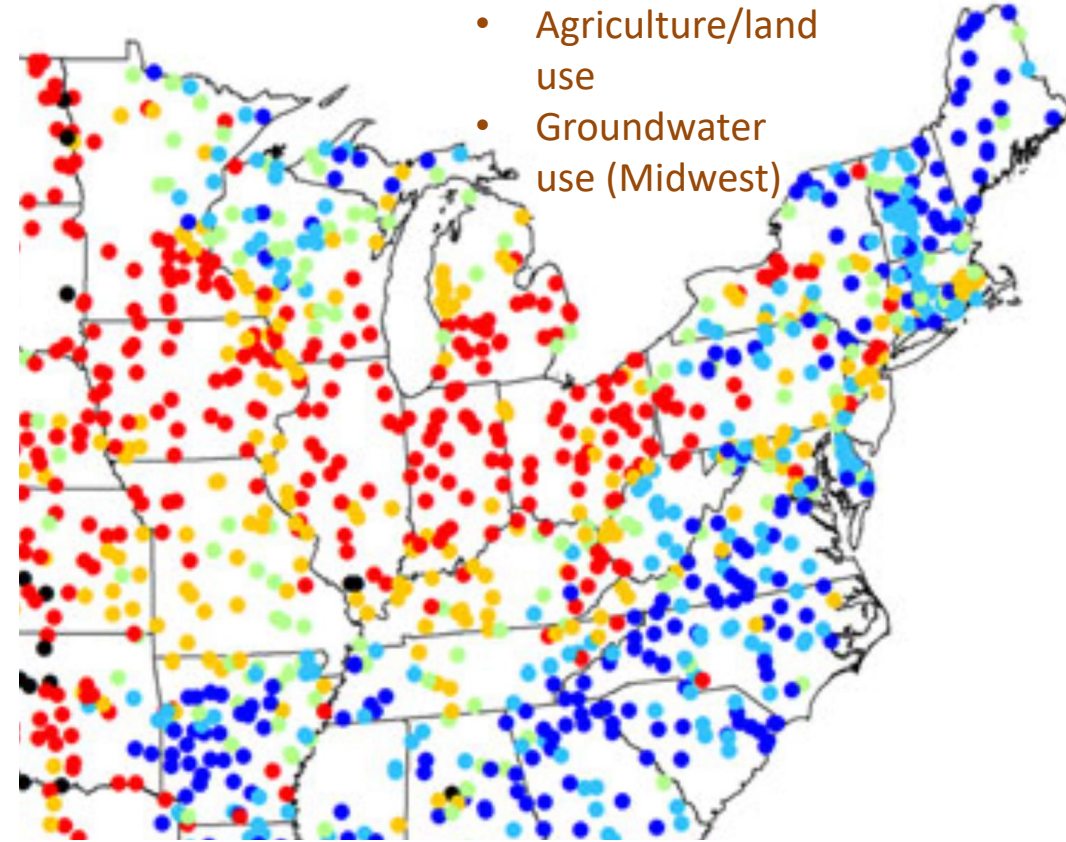 • Agriculture/land
use
• Groundwater
use (Midwest)